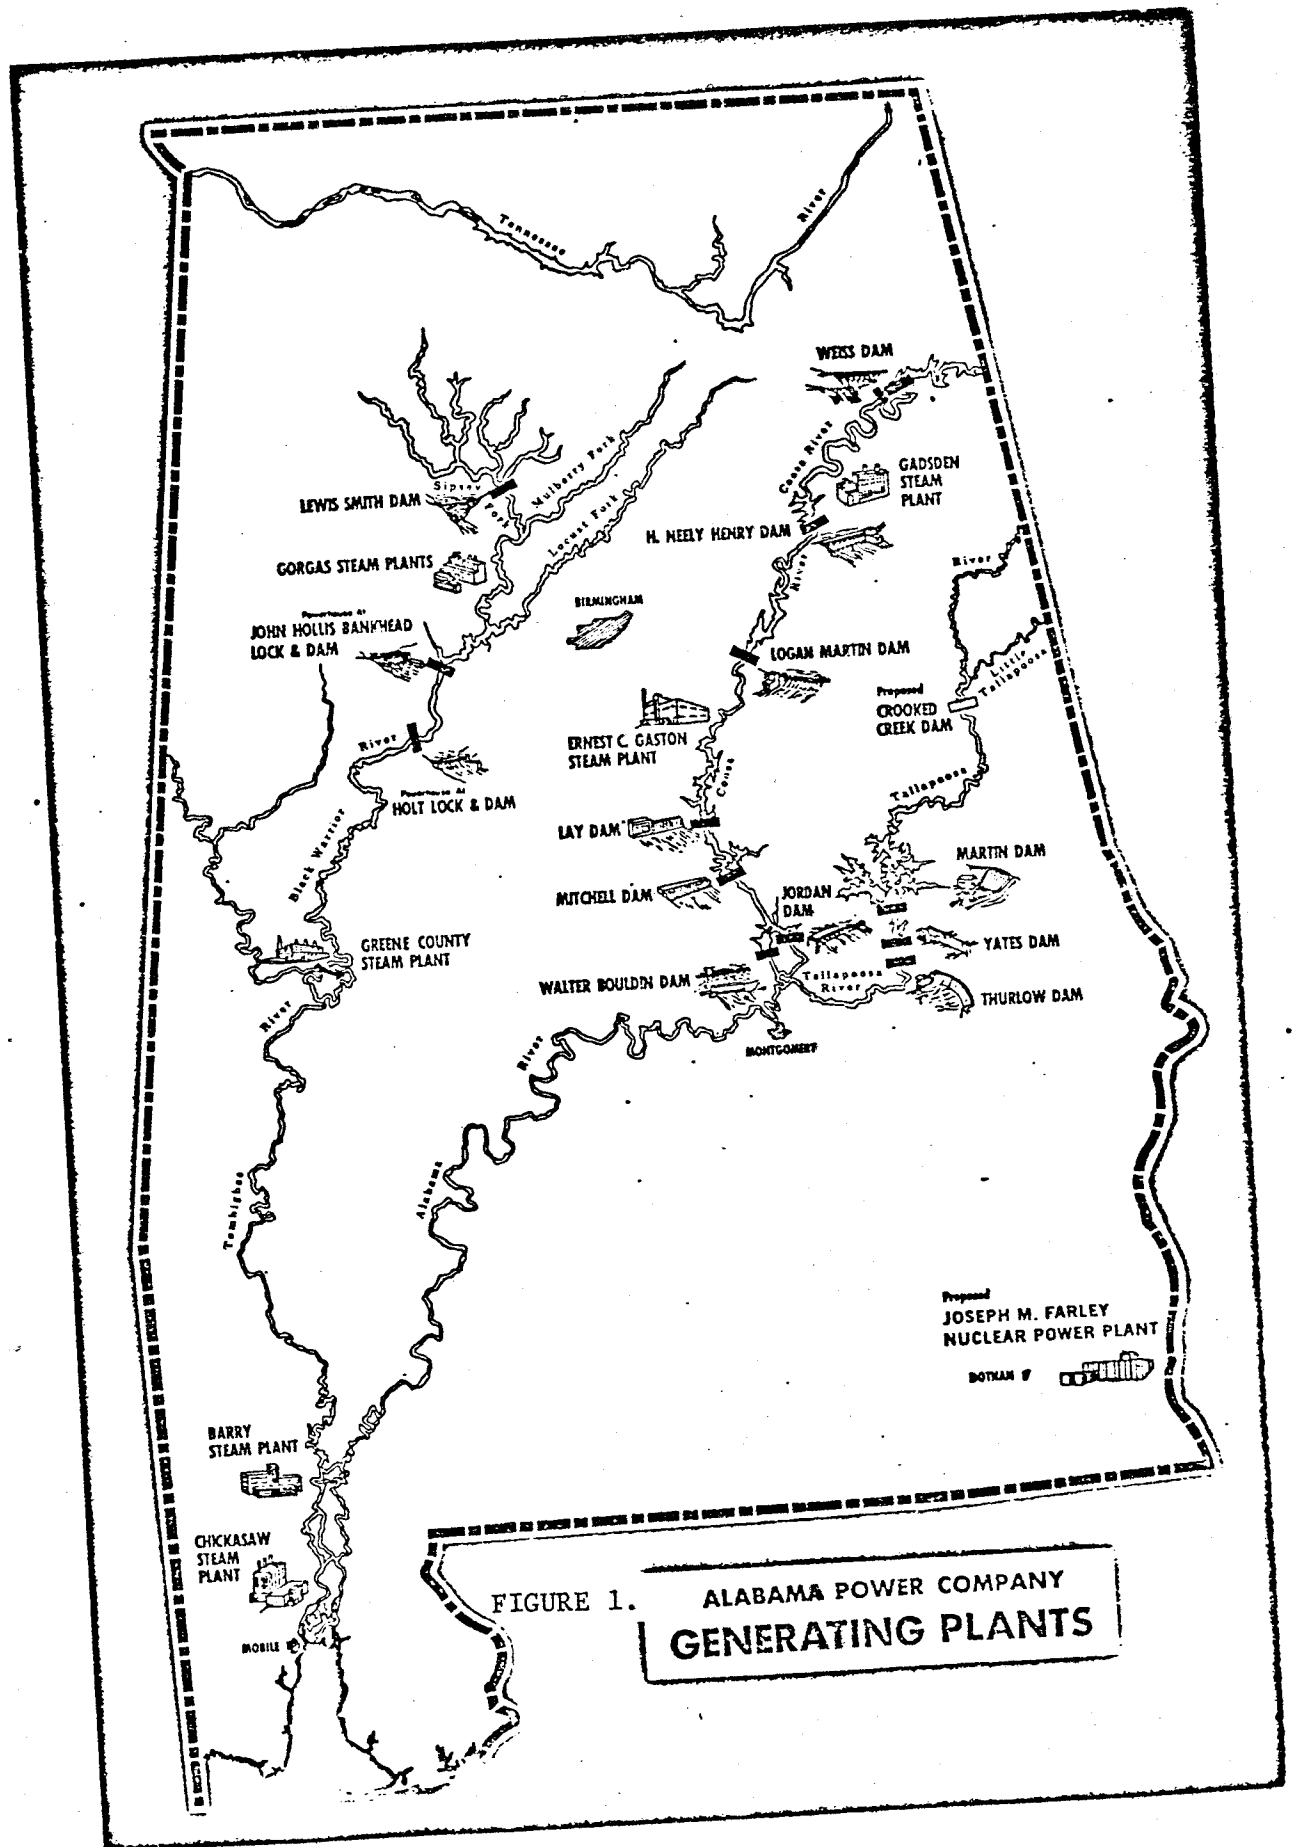 Tennessee
River
WEISS DAM
Coosa River
GADSDEN
STEAM
PLANT
LEWIS SMITH DAM
Sipsey
Fork
Mulberry Fork
Locust Fork
H. NEELY HENRY DAM
River
GORGAS STEAM PLANTS
River
BIRMINGHAM
Powerhouse At
JOHN HOLLIS BANKHEAD
LOCK & DAM
LOGAN MARTIN DAM
Little
Tallapoosa
Proposed
CROOKED
CREEK DAM
ERNEST C. GASTON
STEAM PLANT
River
Coosa
Tallapoosa
Powerhouse At
HOLT LOCK & DAM
LAY DAM
Black Warrior
MARTIN DAM
MITCHELL DAM
JORDAN
DAM
GREENE COUNTY
STEAM PLANT
YATES DAM
WALTER BOULDIN DAM
Tallapoosa
River
THURLOW DAM
River
River
MONTGOMERY
Alabama
Tombigbee
Proposed
JOSEPH M. FARLEY
NUCLEAR POWER PLANT
DOTHAN
BARRY
STEAM PLANT
CHICKASAW
STEAM
PLANT
MOBILE
FIGURE 1.
ALABAMA POWER COMPANY
GENERATING PLANTS